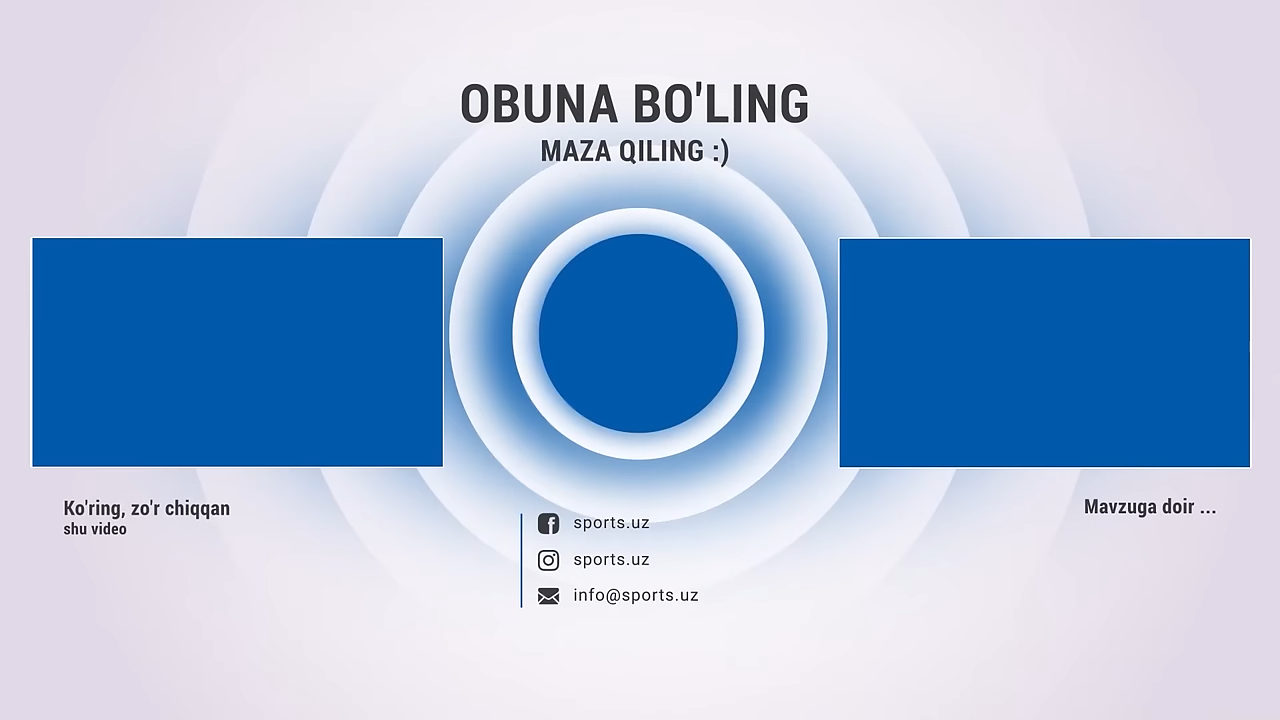 OBUNA BO'LING
MAZA QILING :)
Ko'ring, zo'r chiqqan
shu video
Mavzuga doir ...
sports.uz
sports.uz
info@sports.uz